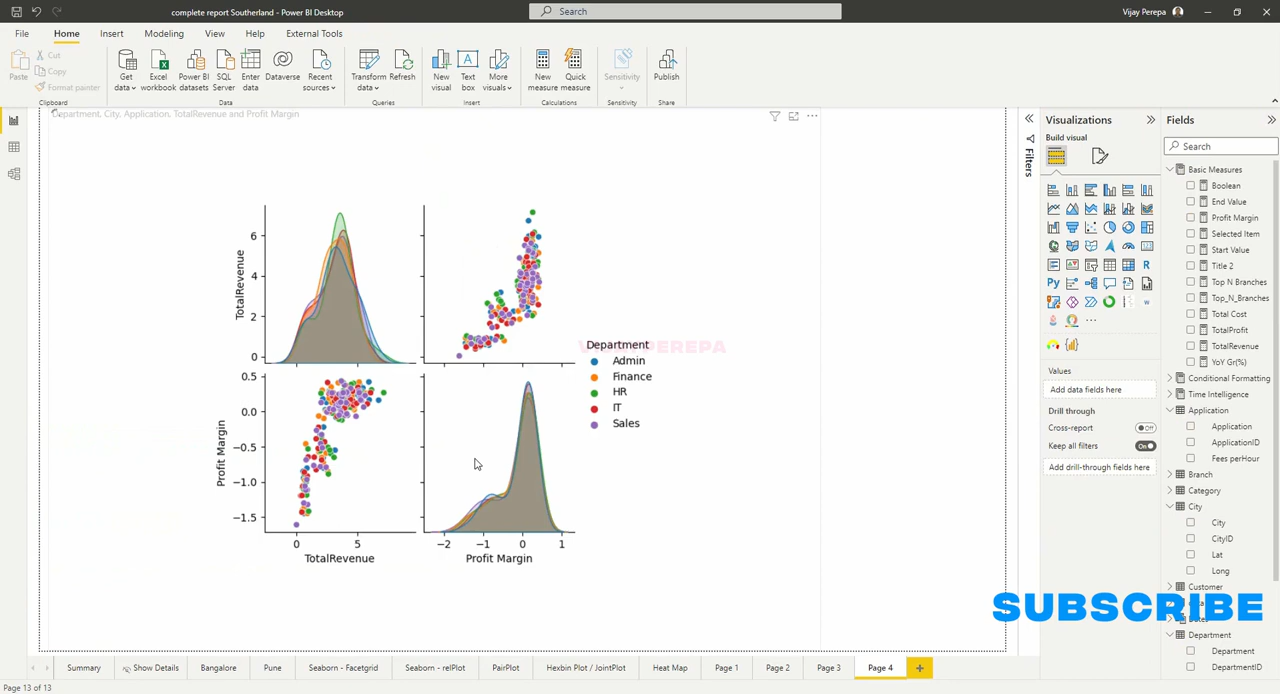 complete report Southerland - Power BI Desktop
Search
Vijay Perepa
File Home Insert Modeling View Help External Tools
Paste
Cut
Copy
Format painter
Clipboard
Get data
Excel workbook
Power BI datasets
SQL Server
Enter data
Dataverse
Recent sources
Data
Transform data
Refresh
Queries
New visual
Text box
More visuals
Insert
New measure
Quick measure
Calculations
Sensitivity
Sensitivity
Publish
Share
Department, City, Application, TotalRevenue and Profit Margin
TotalRevenue
6
4
2
0
Profit Margin
0.5
0.0
−0.5
−1.0
−1.5
0 5
TotalRevenue
−2 −1 0 1
Profit Margin
Department
Admin
Finance
HR
IT
Sales
Filters
Visualizations
Build visual
R
Py
Values
Add data fields here
Drill through
Cross-report
Off
Keep all filters
On
Add drill-through fields here
Fields
Search
Basic Measures
Boolean
End Value
Profit Margin
Selected Item
Start Value
Title 2
Top N Branches
Top_N_Branches
Total Cost
TotalProfit
TotalRevenue
YoY Gr(%)
Conditional Formatting
Time Intelligence
Application
Application
ApplicationID
Fees perHour
Branch
Category
City
City
CityID
Lat
Long
Customer
SUBSCRIBE
Department
Department
DepartmentID
Summary Show Details Bangalore Pune Seaborn - Facetgrid Seaborn - relPlot PairPlot Hexbin Plot / JointPlot Heat Map Page 1 Page 2 Page 3 Page 4 +
Page 13 of 13